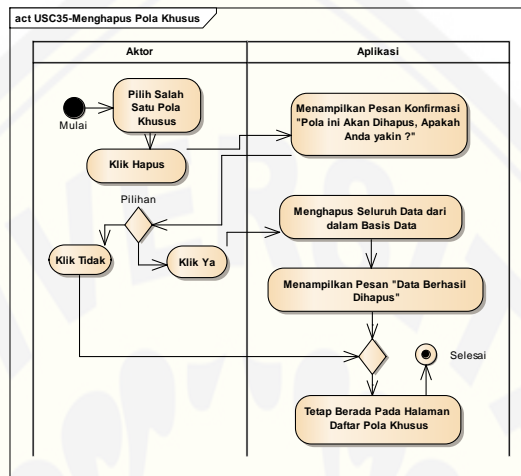 act USC35-Menghapus Pola Khusus
Aktor
Aplikasi
Pilih Salah
Satu Pola
Khusus
Mulai
Klik Hapus
Menampilkan Pesan Konfirmasi
"Pola ini Akan Dihapus, Apakah
Anda yakin ?"
Pilihan
Klik Tidak
Klik Ya
Menghapus Seluruh Data dari
dalam Basis Data
Menampilkan Pesan "Data Berhasil
Dihapus"
Selesai
Tetap Berada Pada Halaman
Daftar Pola Khusus